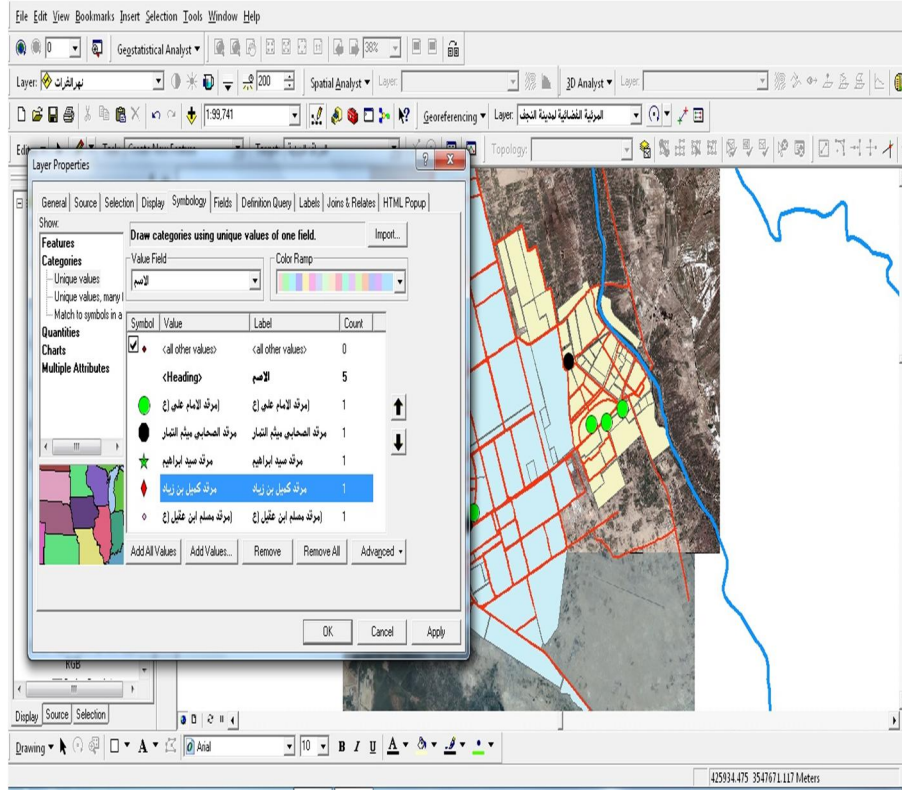 File Edit View Bookmarks Insert Selection Tools Window Help
0 Geostatistical Analyst 38%
Layer: نهر الفرات 200 Spatial Analyst Layer: 3D Analyst Layer:
1:99,741 Georeferencing Layer: المرئية الفضائية لمدينة النجف
Topology:
Layer Properties
General Source Selection Display Symbology Fields Definition Query Labels Joins & Relates HTML Popup
Show:
Features
Categories
Unique values
Unique values, many
Match to symbols in a
Quantities
Charts
Multiple Attributes
Draw categories using unique values of one field.
Import...
Value Field
الاسم
Color Ramp
Symbol Value Label Count
<all other values> <all other values> 0
<Heading> الاسم 5
(مرقد الامام علي (ع (مرقد الامام علي (ع 1
مرقد الصحابي ميثم التمار مرقد الصحابي ميثم التمار 1
مرقد سيد ابراهيم مرقد سيد ابراهيم 1
مرقد كميل بن زياد مرقد كميل بن زياد 1
(مرقد مسلم ابن عقيل (ع (مرقد مسلم ابن عقيل (ع 1
Add All Values Add Values... Remove Remove All Advanced
OK Cancel Apply
RGB
Display Source Selection
Drawing A Arial 10 B I U A
425934.475 3547671.117 Meters